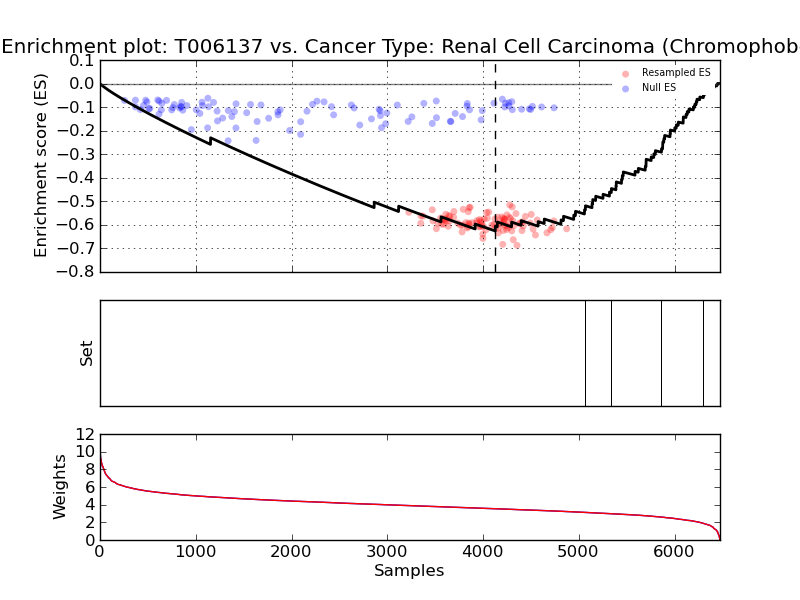 Enrichment plot: T006137 vs. Cancer Type: Renal Cell Carcinoma (Chromophob
0.1
0.0
−0.1
−0.2
−0.3
−0.4
−0.5
−0.6
−0.7
−0.8
Enrichment score (ES)
Resampled ES
Null ES
Set
12
10
8
6
4
2
0
Weights
0 1000 2000 3000 4000 5000 6000
Samples